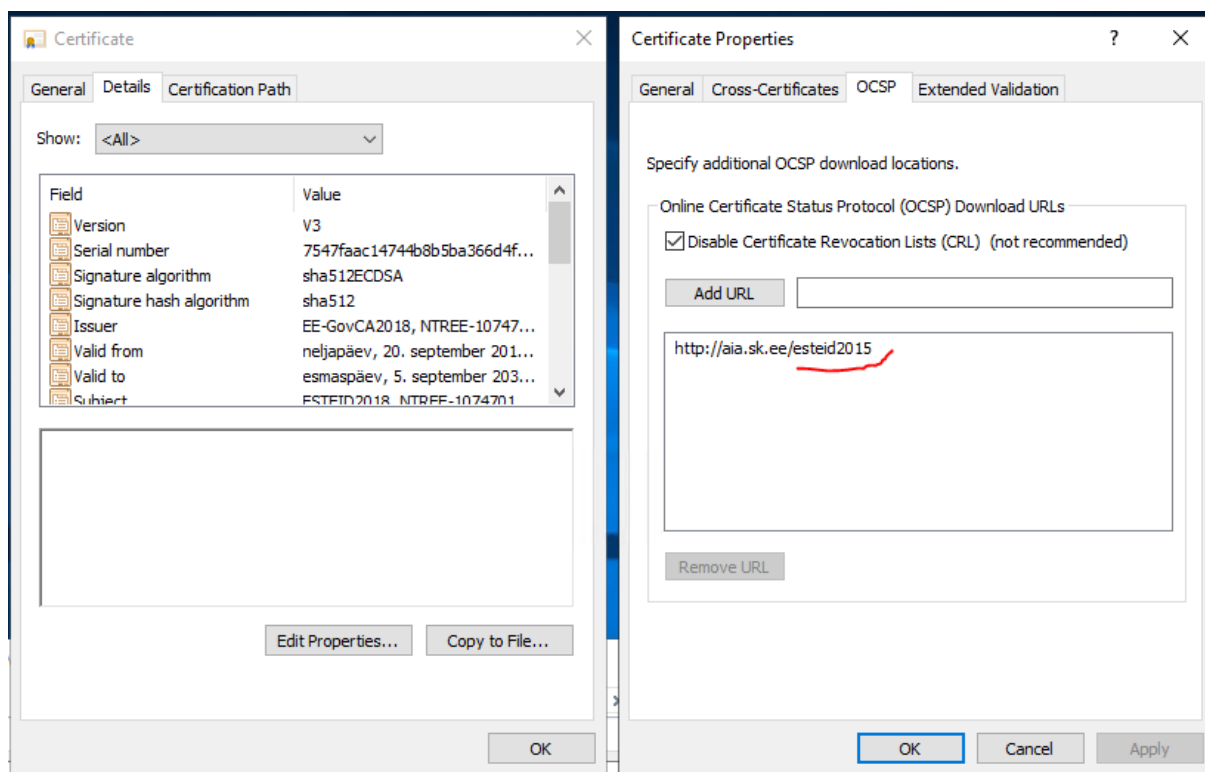 Certificate
General Details Certification Path
Show: <All>
Field Value
Version V3
Serial number 7547faac14744b8b5ba366d4f...
Signature algorithm sha512ECDSA
Signature hash algorithm sha512
Issuer EE-GovCA2018, NTREE-10747...
Valid from neljapäev, 20. september 201...
Valid to esmaspäev, 5. september 203...
Subject ESTEID2018, NTREE-1074701
Edit Properties... Copy to File...
OK
Certificate Properties ?
General Cross-Certificates OCSP Extended Validation
Specify additional OCSP download locations.
Online Certificate Status Protocol (OCSP) Download URLs
Disable Certificate Revocation Lists (CRL) (not recommended)
Add URL
http://aia.sk.ee/esteid2015
Remove URL
OK Cancel Apply